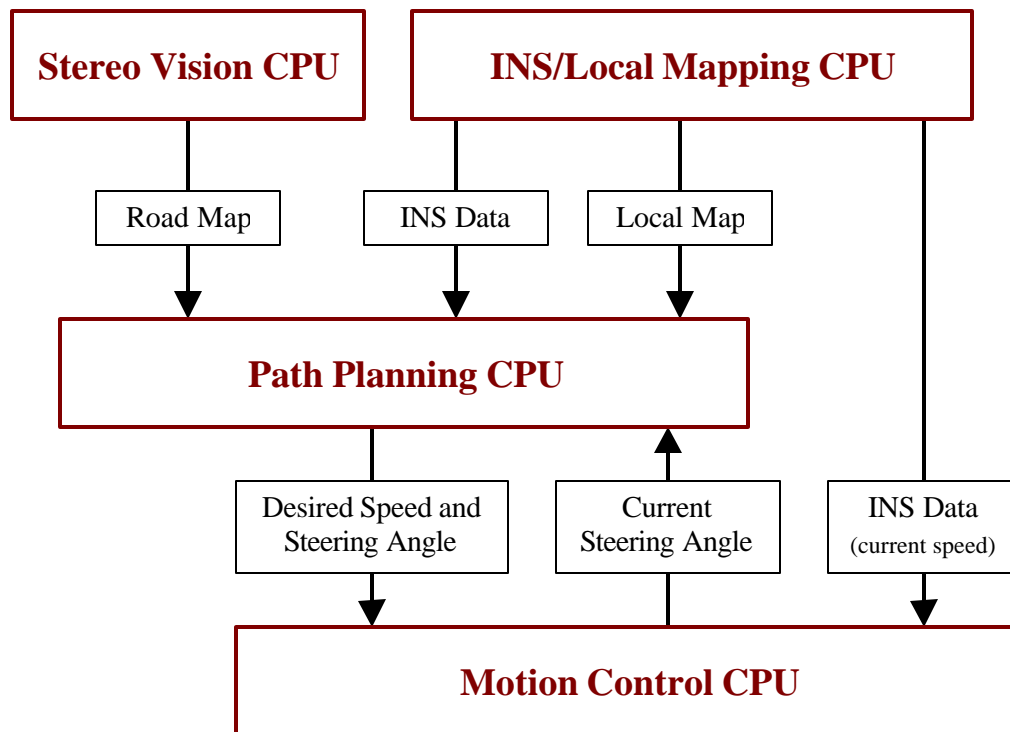 Stereo Vision CPU
INS/Local Mapping CPU
Road Map
INS Data
Local Map
Path Planning CPU
Desired Speed and
Steering Angle
Current
Steering Angle
INS Data
(current speed)
Motion Control CPU